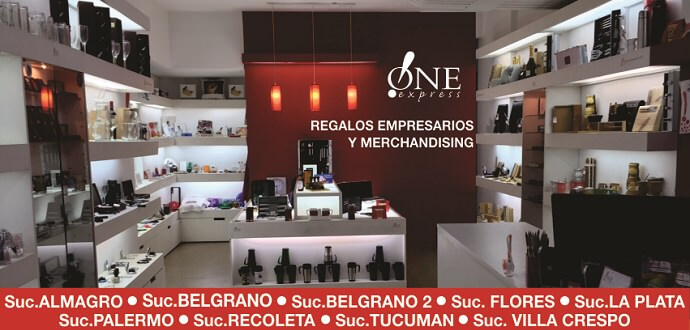 ONE
express
REGALOS EMPRESARIOS
Y MERCHANDISING
Suc.ALMAGRO • Suc.BELGRANO • Suc.BELGRANO 2 • Suc. FLORES • Suc.LA PLATA
Suc.PALERMO • Suc.RECOLETA • Suc.TUCUMAN • Suc. VILLA CRESPO